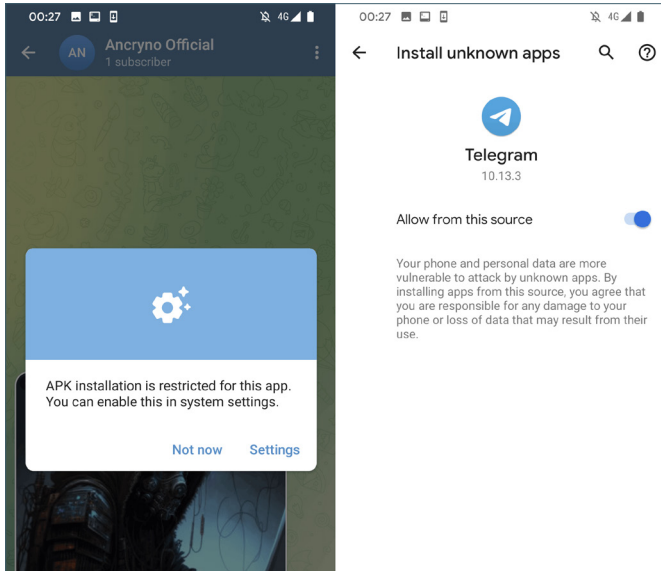 00:27
4G
AN
Ancryno Official
1 subscriber
APK installation is restricted for this app.
You can enable this in system settings.
Not now
Settings
00:27
4G
Install unknown apps
Telegram
10.13.3
Allow from this source
Your phone and personal data are more
vulnerable to attack by unknown apps. By
installing apps from this source, you agree that
you are responsible for any damage to your
phone or loss of data that may result from their
use.